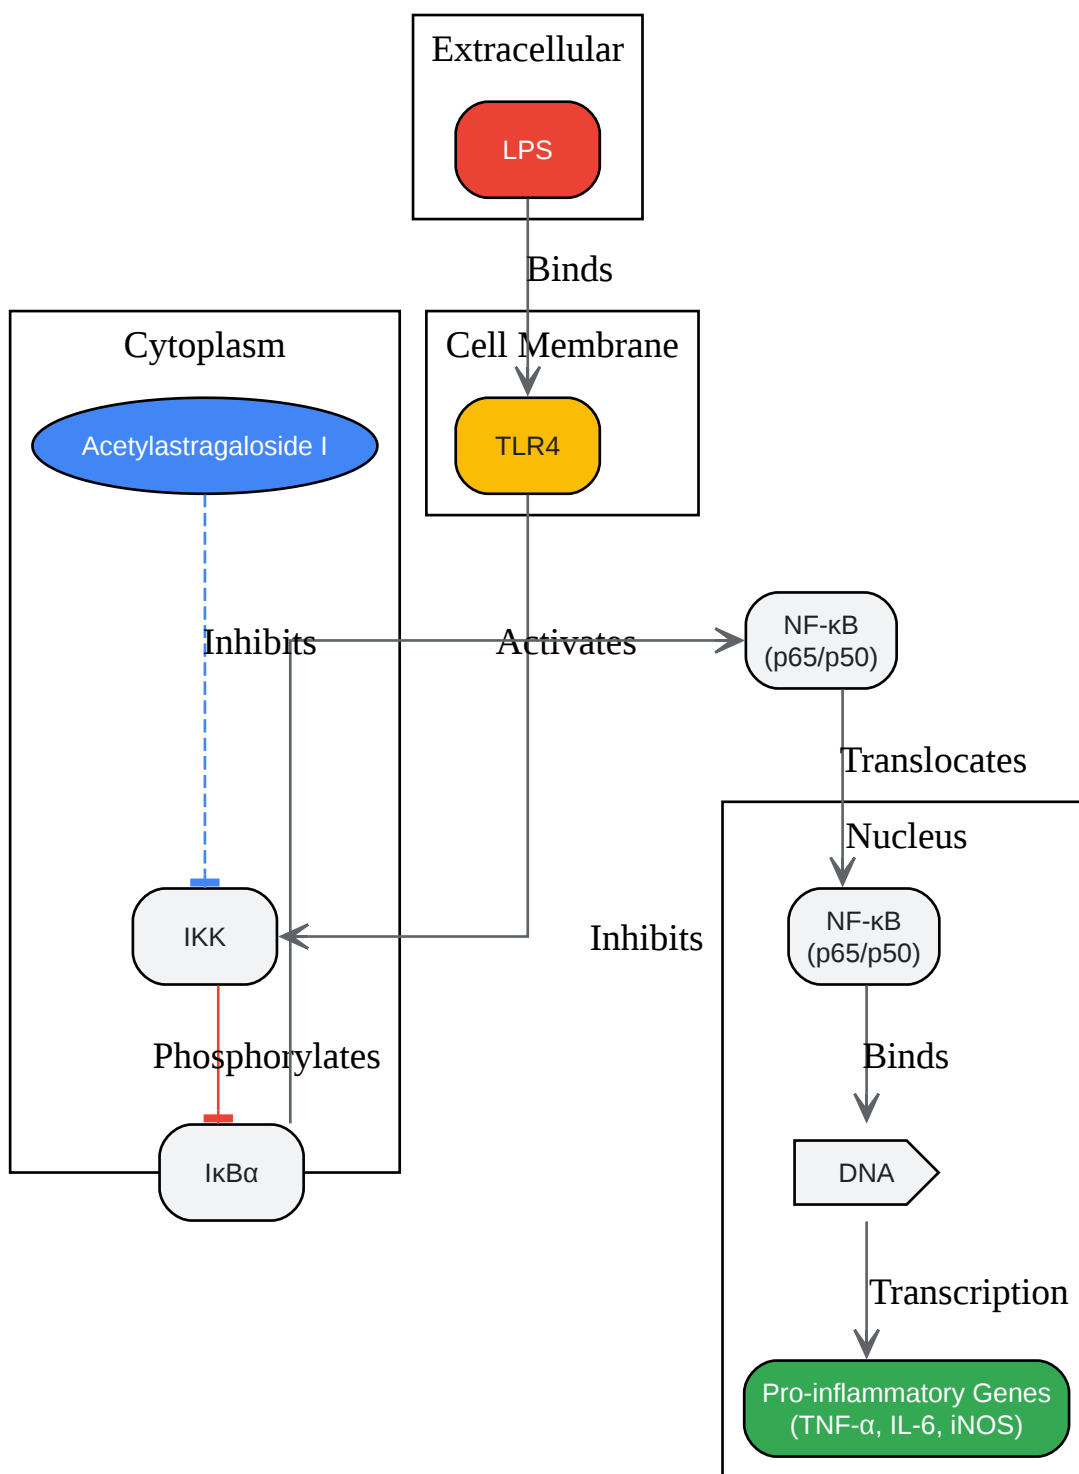 Extracellular
LPS
Binds
Cytoplasm
Cell Membrane
Acetylastragaloside I
TLR4
Inhibits
Activates
NF-κB
(p65/p50)
Translocates
Nucleus
IKK
Inhibits
NF-κB
(p65/p50)
Phosphorylates
Binds
IκBα
DNA
Transcription
Pro-inflammatory Genes
(TNF-α, IL-6, iNOS)